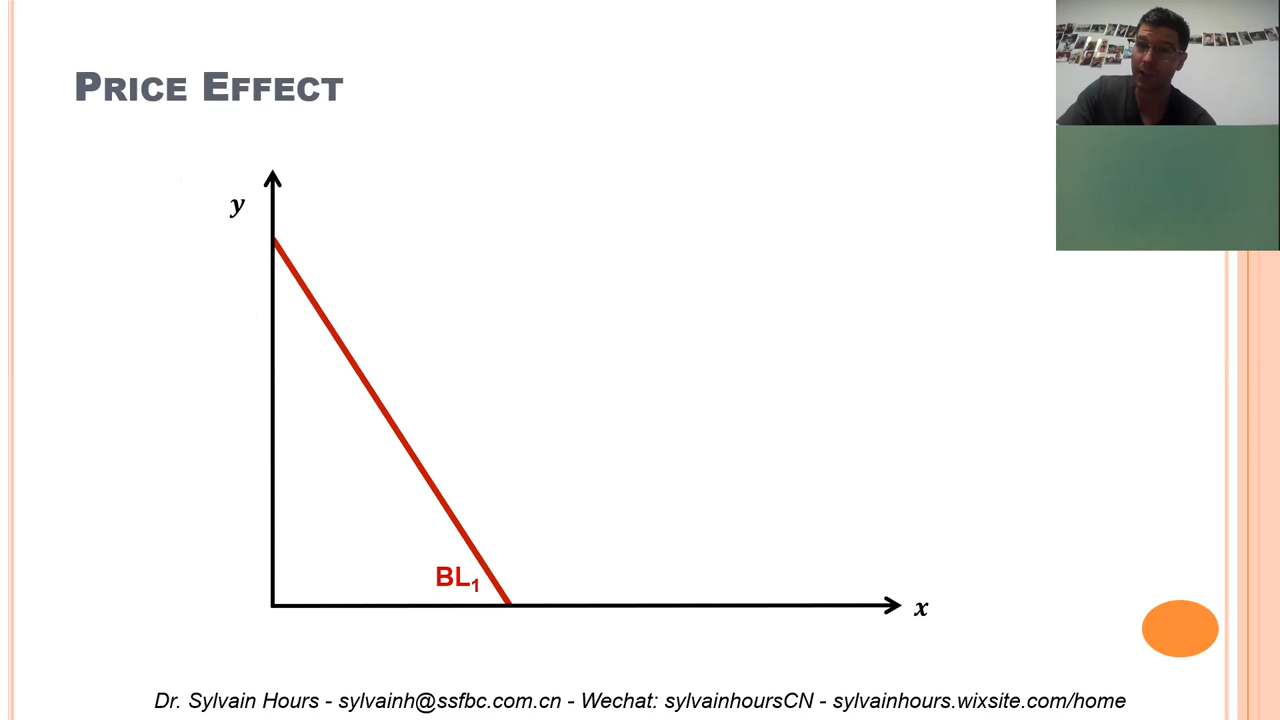 PRICE EFFECT
y
BL1
x
Dr. Sylvain Hours - sylvainh@ssfbc.com.cn - Wechat: sylvainhoursCN - sylvainhours.wixsite.com/home